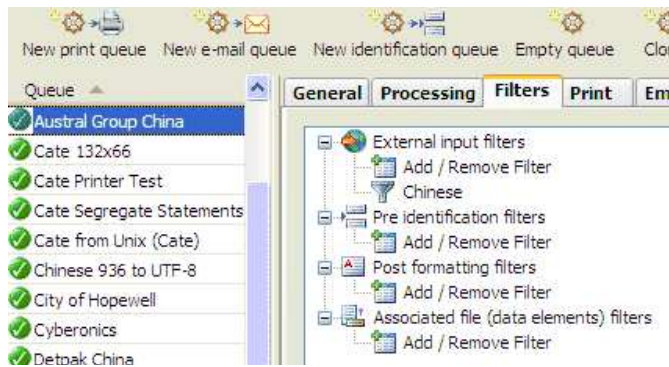 New print queue New e-mail queue New identification queue Empty queue
Queue
Austral Group China
Cate 132x66
Cate Printer Test
Cate Segregate Statements
Cate from Unix (Cate)
Chinese 936 to UTF-8
City of Hopewell
Cyberonics
Detpak China
General Processing Filters Print
External input filters
Add / Remove Filter
Chinese
Pre identification filters
Add / Remove Filter
Post formatting filters
Add / Remove Filter
Associated file (data elements) filters
Add / Remove Filter